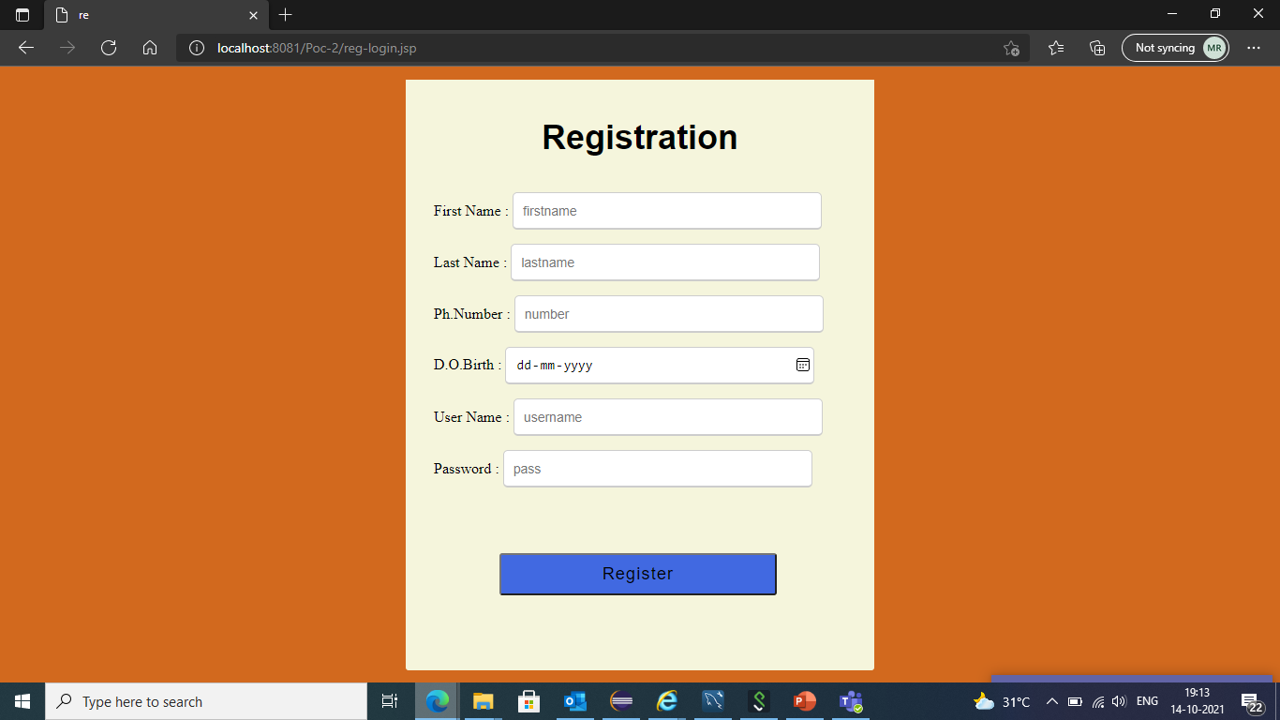 re
localhost:8081/Poc-2/reg-login.jsp
Not syncing MR
Registration
First Name : firstname
Last Name : lastname
Ph.Number : number
D.O.Birth : dd-mm-yyyy
User Name : username
Password : pass
Register
Type here to search
31°C
ENG
19:13
14-10-2021
22